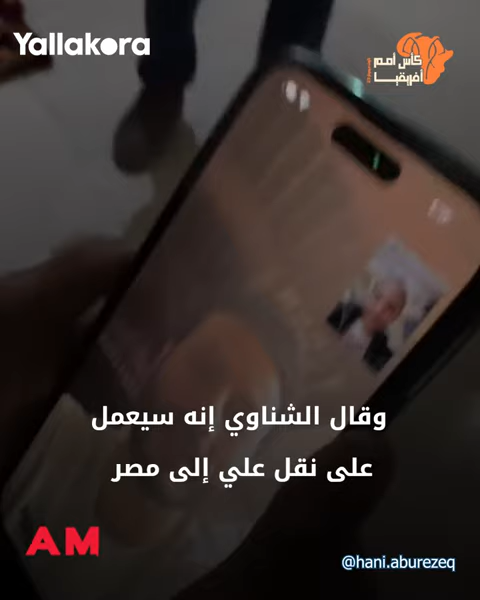 Yallakora
كأس أمم
أفريقيا
وقال الشناوي إنه سيعمل
على نقل علي إلى مصر
AM
@hani.aburezeq